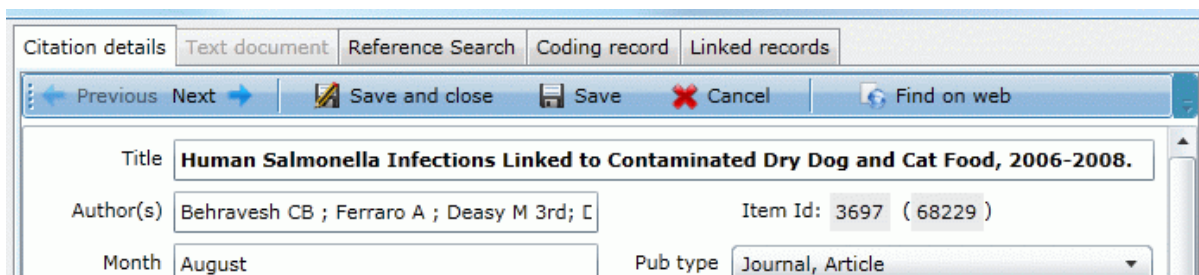 Citation details Text document Reference Search Coding record Linked records
Previous Next Save and close Save Cancel Find on web
Title Human Salmonella Infections Linked to Contaminated Dry Dog and Cat Food, 2006-2008.
Author(s) Behravesh CB ; Ferraro A ; Deasy M 3rd; Item Id: 3697 ( 68229 )
Month August Pub type Journal, Article